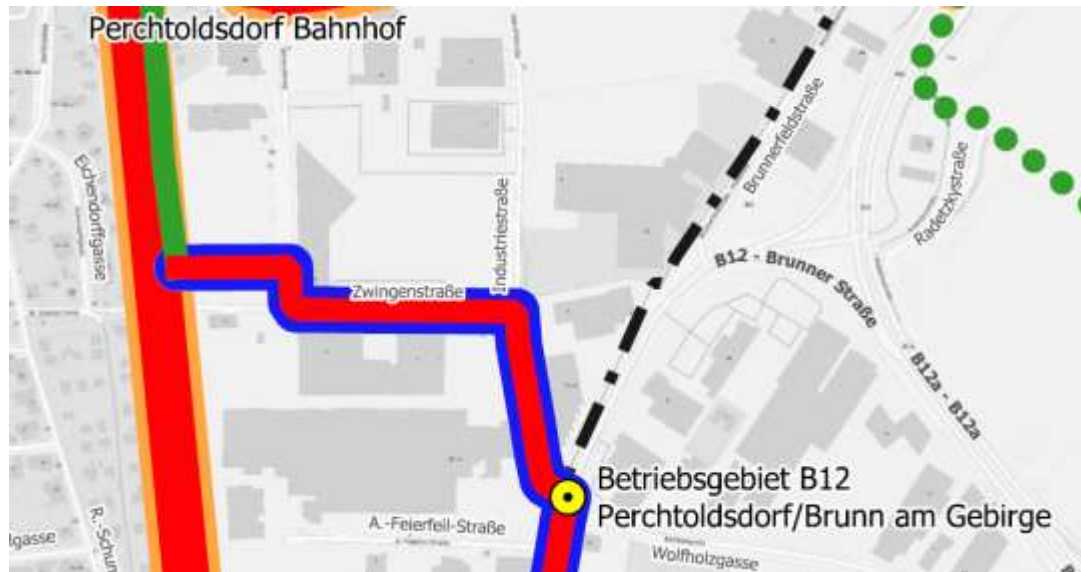 Perchtoldsdorf Bahnhof
Eichendorffgasse
Industriestraße
Brunnerfeldstraße
Radetzkystraße
Zwingenstraße
B12 - Brunner Straße
B12a - B12a
Betriebsgebiet B12
Perchtoldsdorf/Brunn am Gebirge
A.-Feierfeil-Straße
Wolfholzgasse
lgasse
R.-Schun